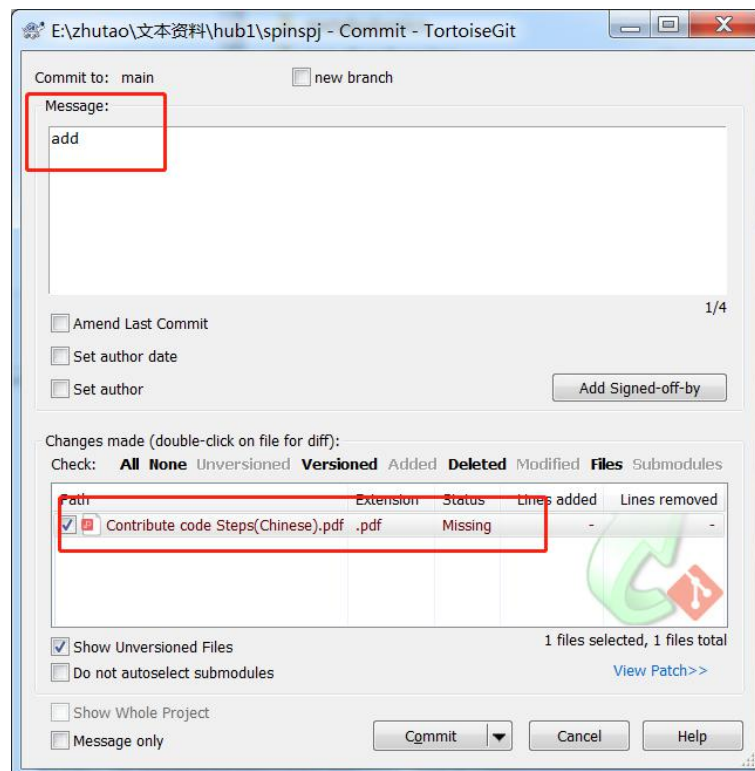 E:\zhutao\文本资料\hub1\spinspj - Commit - TortoiseGit
Commit to: main new branch
Message:
add
1/4
Amend Last Commit
Set author date
Set author Add Signed-off-by
Changes made (double-click on file for diff):
Check: All None Unversioned Versioned Added Deleted Modified Files Submodules
Path Extension Status Lines added Lines removed
Contribute code Steps(Chinese).pdf .pdf Missing - -
Show Unversioned Files 1 files selected, 1 files total
Do not autoselect submodules View Patch>>
Show Whole Project
Message only Commit Cancel Help